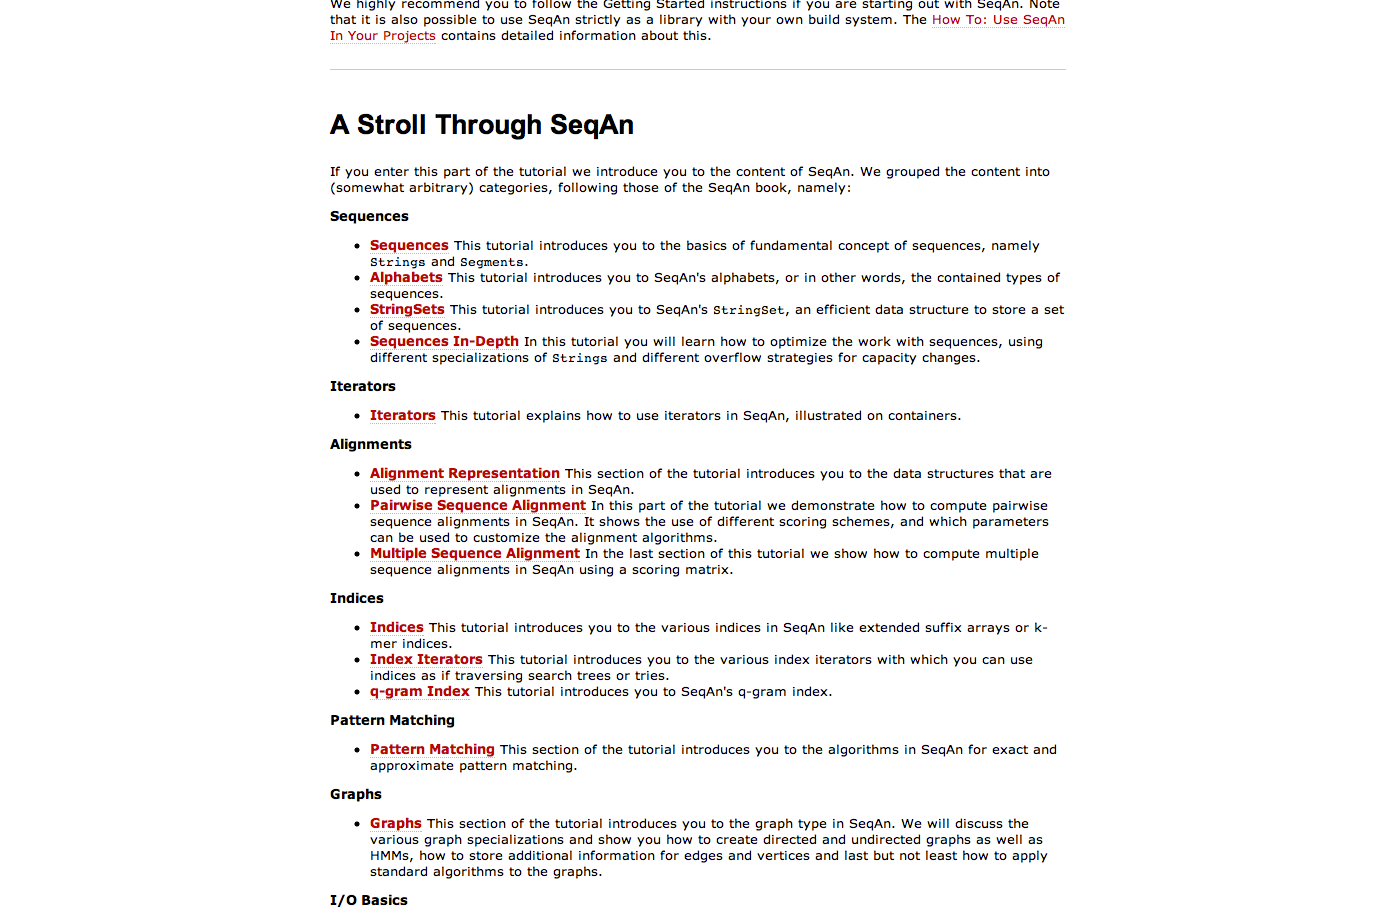 We highly recommend you to follow the Getting Started instructions if you are starting out with SeqAn. Note
that it is also possible to use SeqAn strictly as a library with your own build system. The How To: Use SeqAn
In Your Projects contains detailed information about this.
A Stroll Through SeqAn
If you enter this part of the tutorial we introduce you to the content of SeqAn. We grouped the content into
(somewhat arbitrary) categories, following those of the SeqAn book, namely:
Sequences
• Sequences This tutorial introduces you to the basics of fundamental concept of sequences, namely
Strings and Segments.
• Alphabets This tutorial introduces you to SeqAn's alphabets, or in other words, the contained types of
sequences.
• StringSets This tutorial introduces you to SeqAn's StringSet, an efficient data structure to store a set
of sequences.
• Sequences In-Depth In this tutorial you will learn how to optimize the work with sequences, using
different specializations of Strings and different overflow strategies for capacity changes.
Iterators
• Iterators This tutorial explains how to use iterators in SeqAn, illustrated on containers.
Alignments
• Alignment Representation This section of the tutorial introduces you to the data structures that are
used to represent alignments in SeqAn.
• Pairwise Sequence Alignment In this part of the tutorial we demonstrate how to compute pairwise
sequence alignments in SeqAn. It shows the use of different scoring schemes, and which parameters
can be used to customize the alignment algorithms.
• Multiple Sequence Alignment In the last section of this tutorial we show how to compute multiple
sequence alignments in SeqAn using a scoring matrix.
Indices
• Indices This tutorial introduces you to the various indices in SeqAn like extended suffix arrays or k-
mer indices.
• Index Iterators This tutorial introduces you to the various index iterators with which you can use
indices as if traversing search trees or tries.
• q-gram Index This tutorial introduces you to SeqAn's q-gram index.
Pattern Matching
• Pattern Matching This section of the tutorial introduces you to the algorithms in SeqAn for exact and
approximate pattern matching.
Graphs
• Graphs This section of the tutorial introduces you to the graph type in SeqAn. We will discuss the
various graph specializations and show you how to create directed and undirected graphs as well as
HMMs, how to store additional information for edges and vertices and last but not least how to apply
standard algorithms to the graphs.
I/O Basics